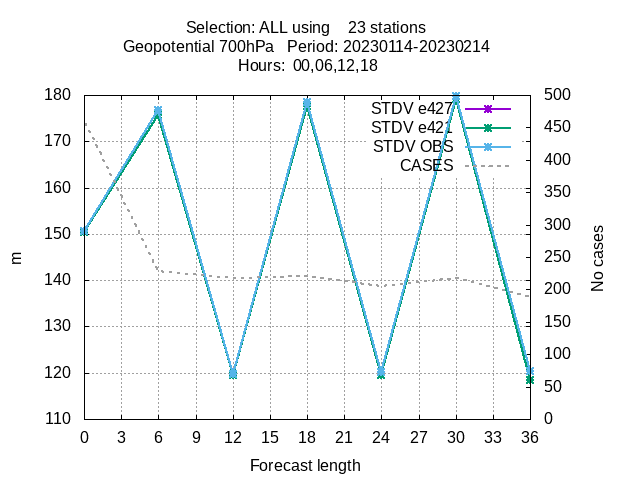 Selection: ALL using 23 stations
Geopotential 700hPa Period: 20230114-20230214
Hours: 00,06,12,18
STDV e427
STDV e421
STDV OBS
CASES
180
170
160
150
140
130
120
110
500
450
400
350
300
250
200
150
100
50
0
m
No cases
0 3 6 9 12 15 18 21 24 27 30 33 36
Forecast length